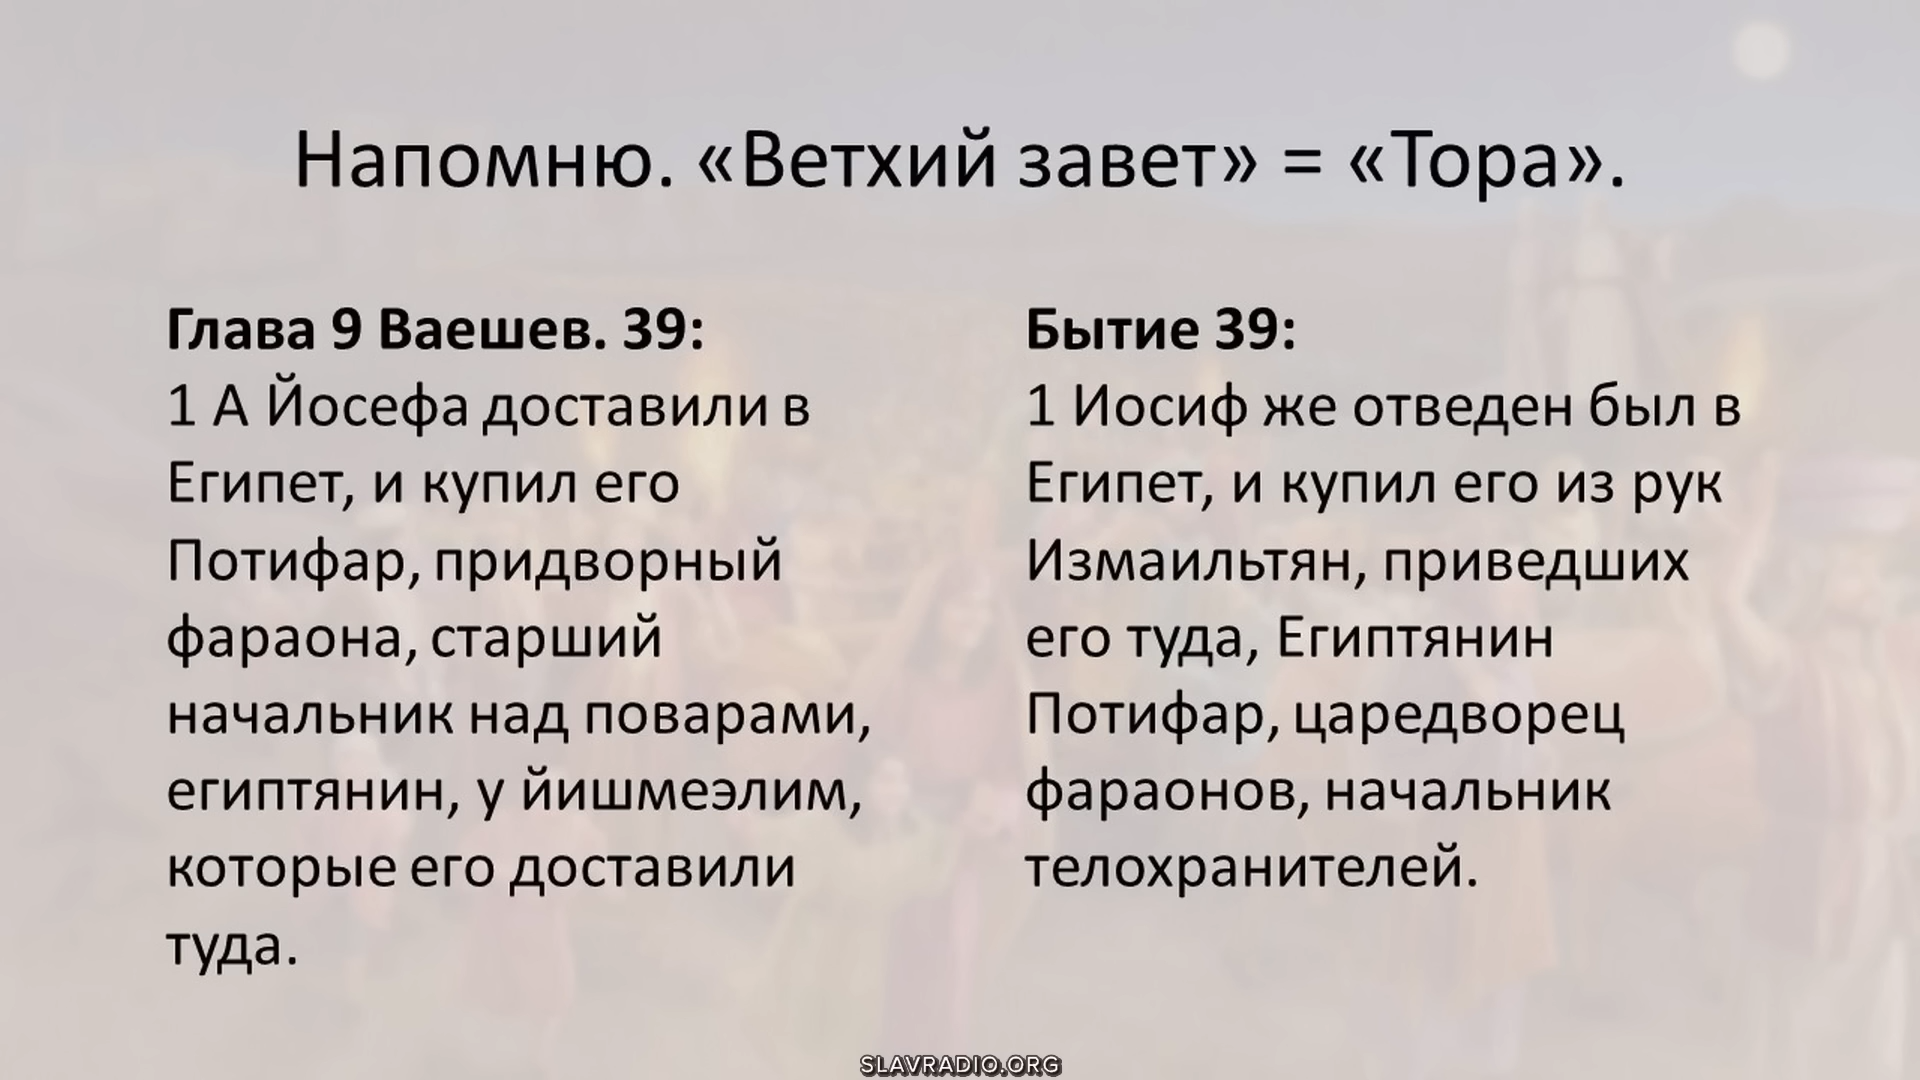 Напомню. «Ветхий завет» = «Тора».
Глава 9 Ваешев. 39:
1 А Йосефа доставили в
Египет, и купил его
Потифар, придворный
фараона, старший
начальник над поварами,
египтянин, у йишмеэлим,
которые его доставили
туда.
Бытие 39:
1 Иосиф же отведен был в
Египет, и купил его из рук
Измаильтян, приведших
его туда, Египтянин
Потифар, царедворец
фараонов, начальник
телохранителей.
SLAVRADIO.ORG